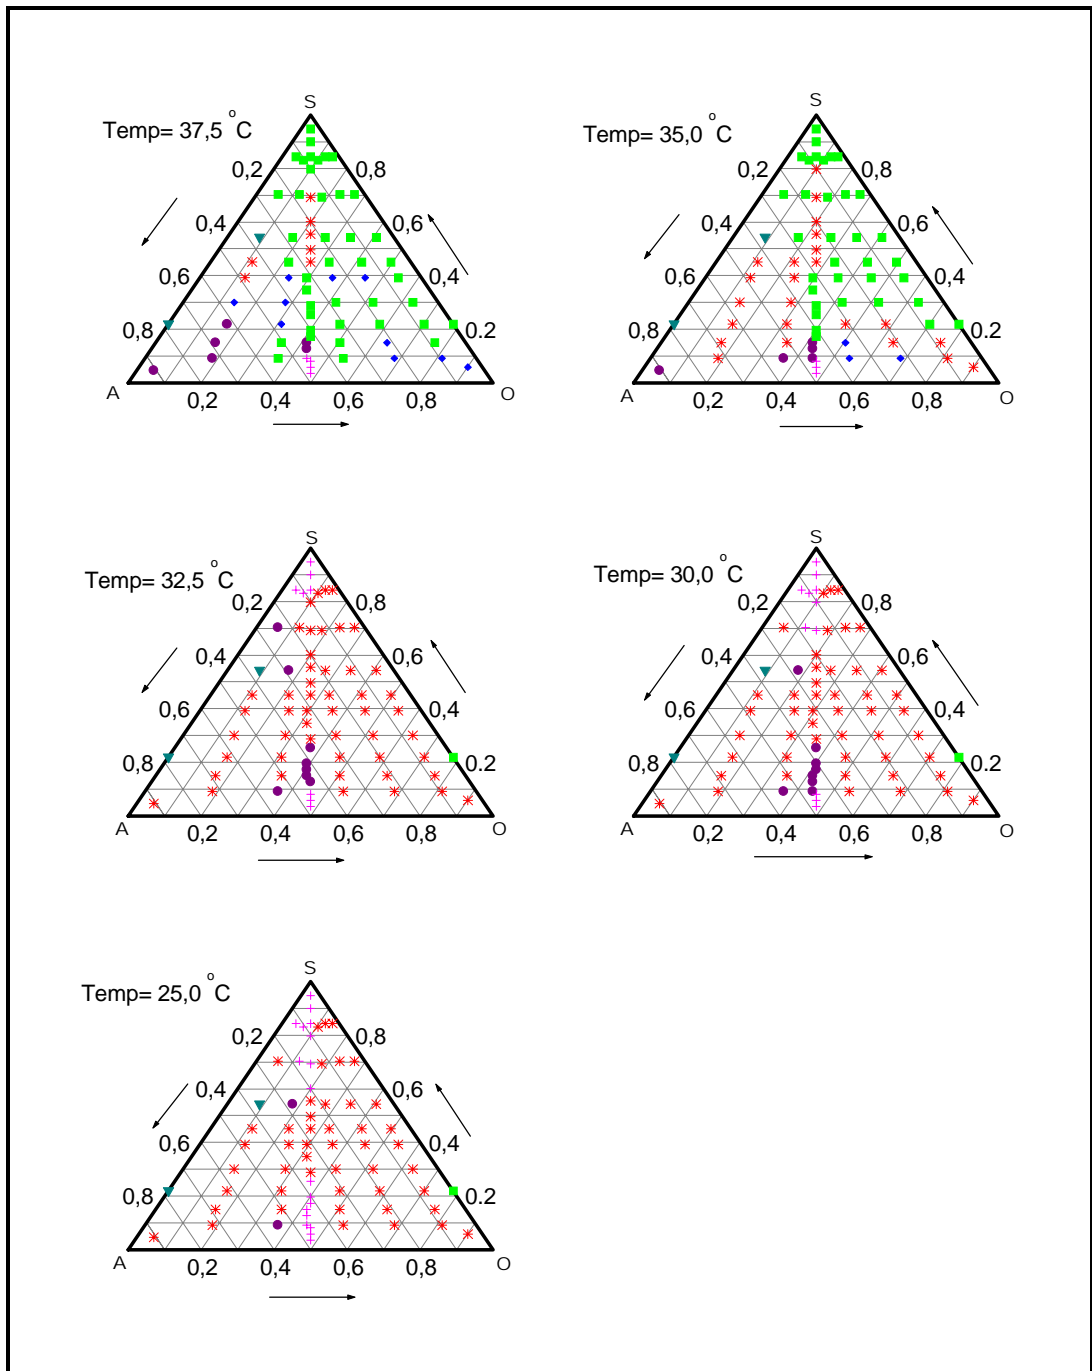 S S
Temp= 37,5 °C Temp= 35,0 °C
0,2 0,8 0,2 0,8
0,4 0,6 0,4 0,6
0,6 0,4 0,6 0,4
0,8 0,2 0,8 0,2
A O A O
0,2 0,4 0,6 0,8 0,2 0,4 0,6 0,8
S S
Temp= 32,5 °C Temp= 30,0 °C
0,2 0,8 0,2 0,8
0,4 0,6 0,4 0,6
0,6 0,4 0,6 0,4
0,8 0.2 0,8 0,2
A O A O
0,2 0,4 0,6 0,8 0,2 0,4 0,6 0,8
S
Temp= 25,0 °C
0,2 0,8
0,4 0,6
0,6 0,4
0,8 0,2
A O
0,2 0,4 0,6 0,8